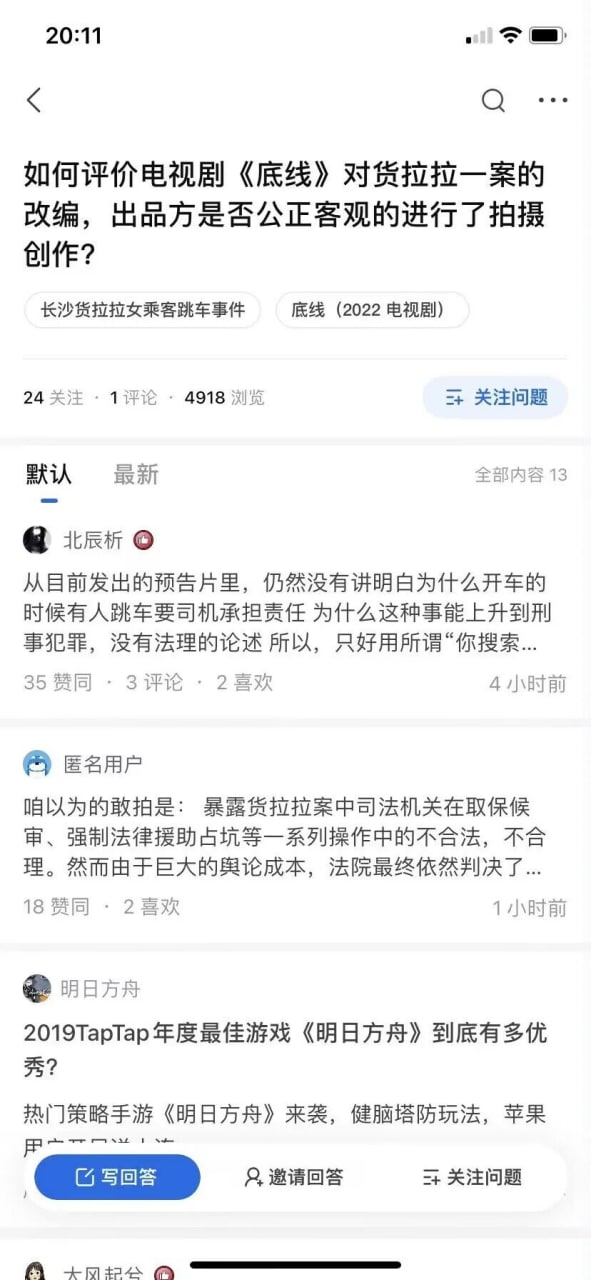 20:11
如何评价电视剧《底线》对货拉拉一案的
改编，出品方是否公正客观的进行了拍摄
创作?
长沙货拉拉女乘客跳车事件
底线（2022 电视剧）
24 关注 · 1 评论 · 4918 浏览
关注问题
默认
最新
全部内容 13
北辰析
从目前发出的预告片里，仍然没有讲明白为什么开车的
时候有人跳车要司机承担责任 为什么这种事能上升到刑
事犯罪，没有法理的论述 所以，只好用所谓“你搜索...
35 赞同 · 3 评论 · 2 喜欢
4 小时前
匿名用户
咱以为的敢拍是： 暴露货拉拉案中司法机关在取保候
审、强制法律援助占坑等一系列操作中的不合法，不合
理。然而由于巨大的舆论成本，法院最终依然判决了...
18 赞同 · 2 喜欢
1 小时前
明日方舟
2019TapTap年度最佳游戏《明日方舟》到底有多优
秀?
热门策略手游《明日方舟》来袭，健脑塔防玩法，苹果
写回答
邀请回答
关注问题
大风起兮